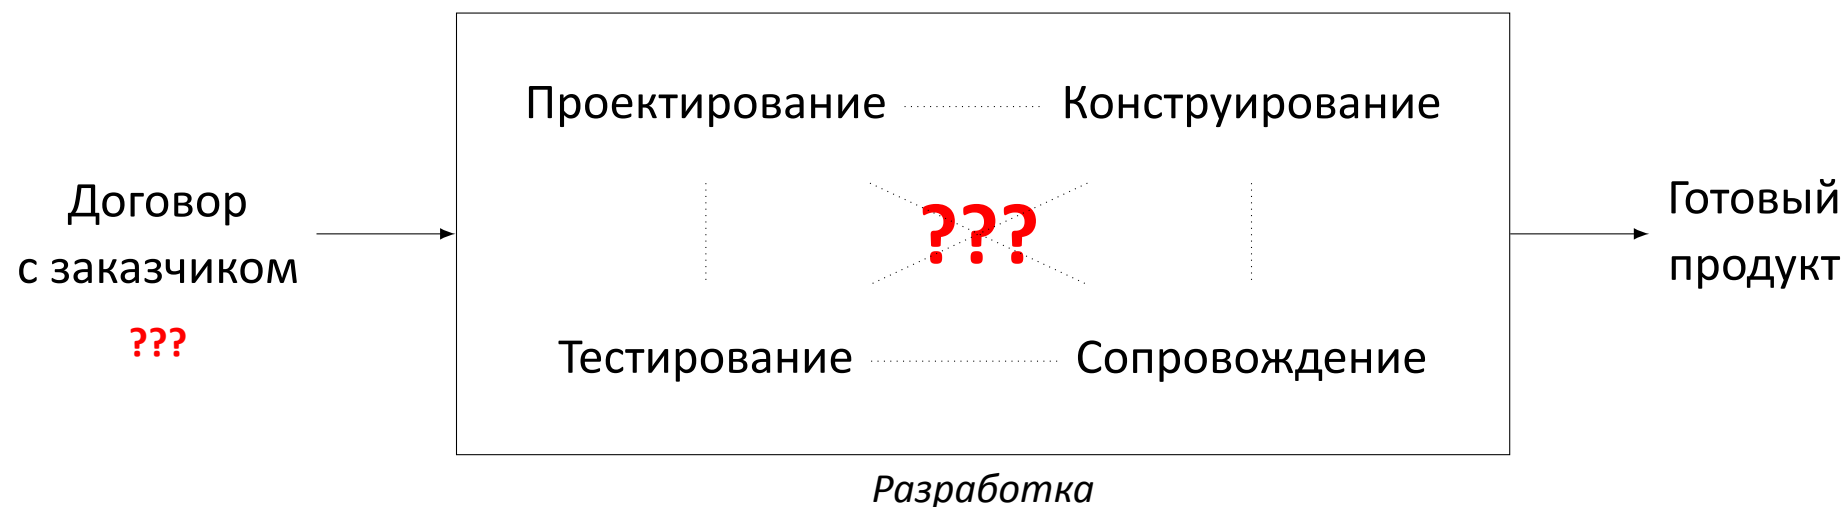 Проектирование
Конструирование
Договор
с заказчиком
???
???
Готовый
продукт
Тестирование
Сопровождение
Разработка